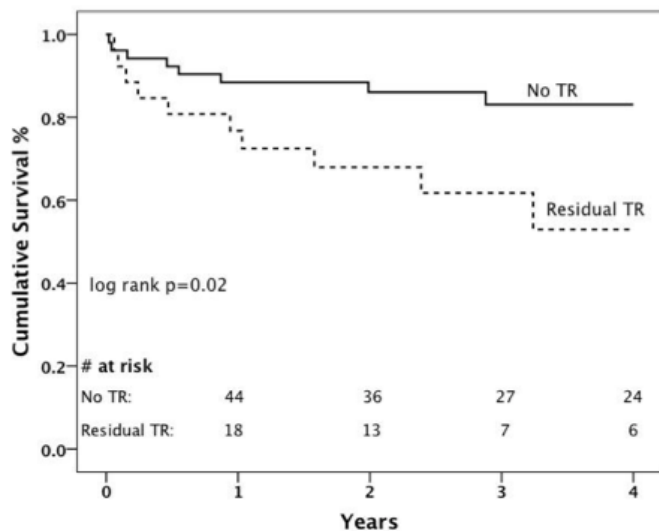 Cumulative Survival %
1.0
0.8
0.6
0.4
0.2
0.0
No TR
Residual TR
log rank p=0.02
# at risk
No TR: 44 36 27 24
Residual TR: 18 13 7 6
0 1 2 3 4
Years